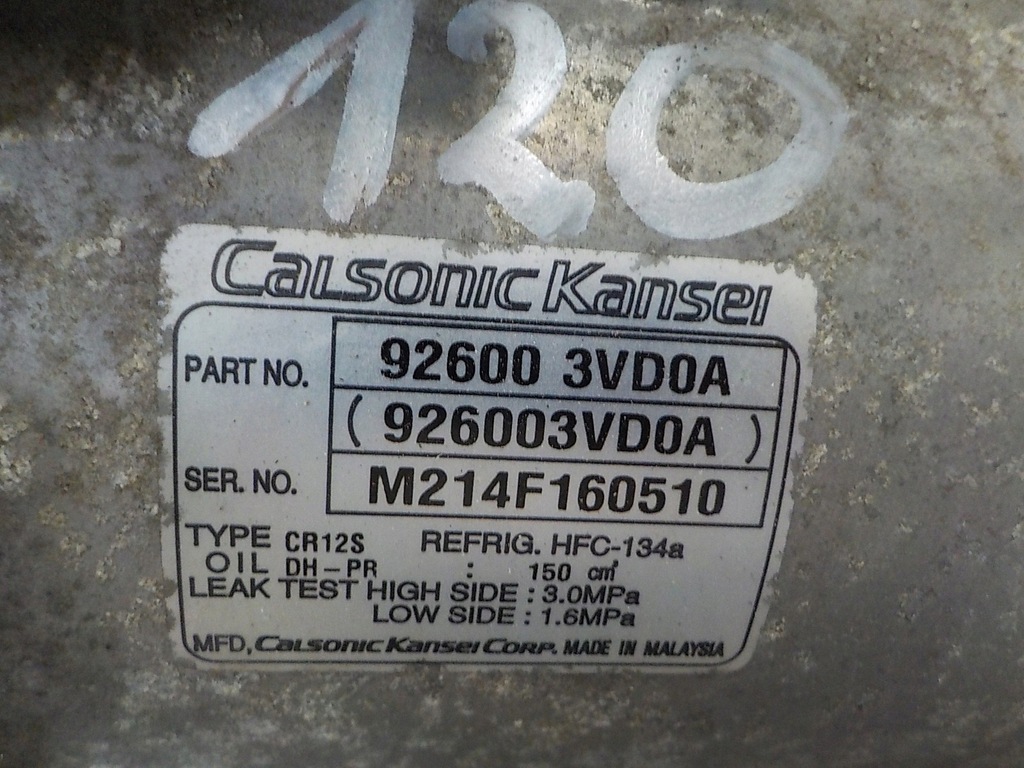 120
CALSONIC KANSEI
PART NO. 92600 3VD0A
( 926003VD0A )
SER. NO. M214F160510
TYPE CR12S REFRIG. HFC-134a
OIL DH-PR : 150 cm³
LEAK TEST HIGH SIDE : 3.0MPa
LOW SIDE : 1.6MPa
MFD, CALSONIC KANSEI CORP. MADE IN MALAYSIA